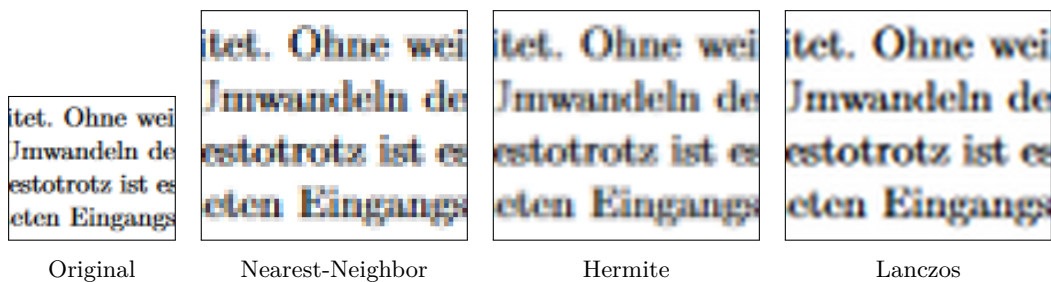 itet. Ohne wei
Jmwandeln de
estotrotz ist es
eten Eingangs
Original
itet. Ohne wei
Jmwandeln de
estotrotz ist es
eten Eingangs
Nearest-Neighbor
itet. Ohne wei
Jmwandeln de
estotrotz ist es
eten Eingangs
Hermite
itet. Ohne wei
Jmwandeln de
estotrotz ist es
eten Eingangs
Lanczos